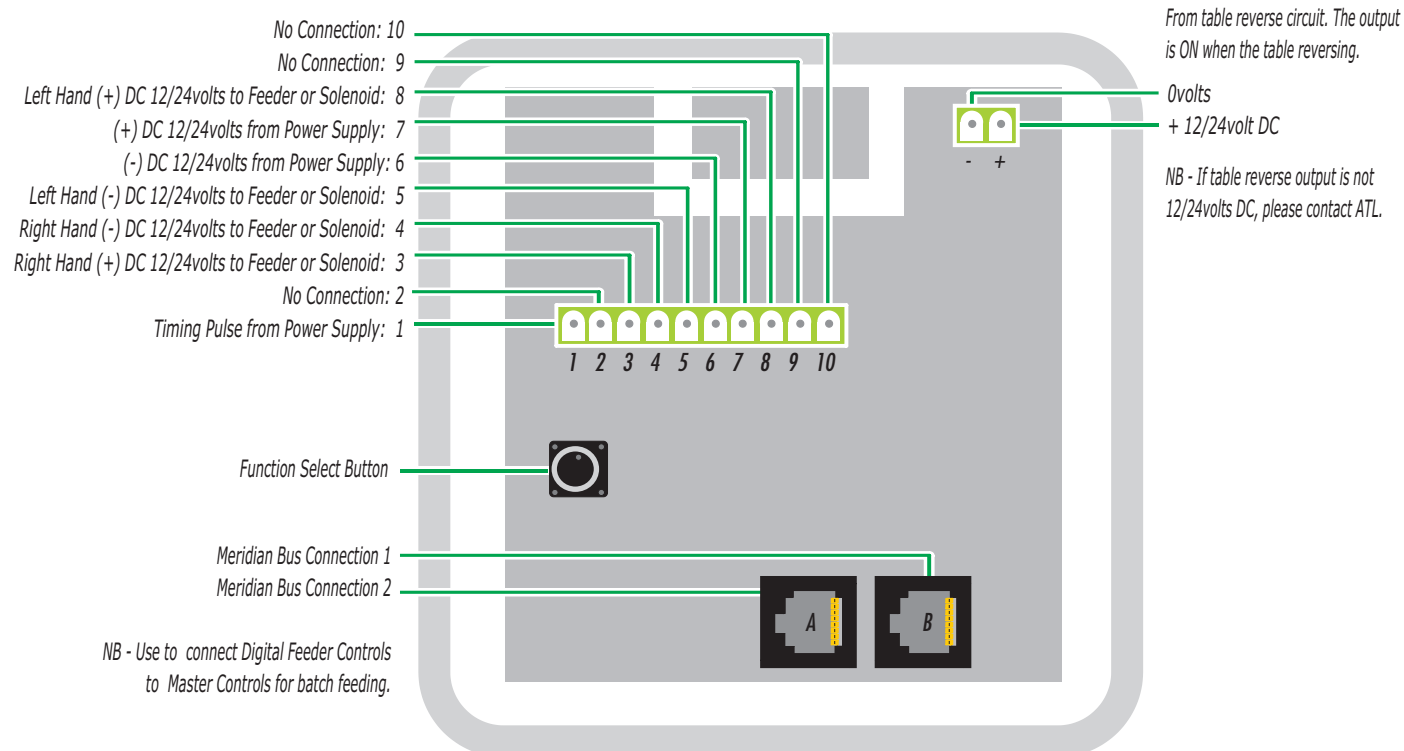 No Connection: 10
No Connection: 9
Left Hand (+) DC 12/24volts to Feeder or Solenoid: 8
(+) DC 12/24volts from Power Supply: 7
(-) DC 12/24volts from Power Supply: 6
Left Hand (-) DC 12/24volts to Feeder or Solenoid: 5
Right Hand (-) DC 12/24volts to Feeder or Solenoid: 4
Right Hand (+) DC 12/24volts to Feeder or Solenoid: 3
No Connection: 2
Timing Pulse from Power Supply: 1
1 2 3 4 5 6 7 8 9 10
From table reverse circuit. The output
is ON when the table reversing.
0volts
+ 12/24volt DC
- +
NB - If table reverse output is not
12/24volts DC, please contact ATL.
Function Select Button
Meridian Bus Connection 1
Meridian Bus Connection 2
A B
NB - Use to connect Digital Feeder Controls
to Master Controls for batch feeding.